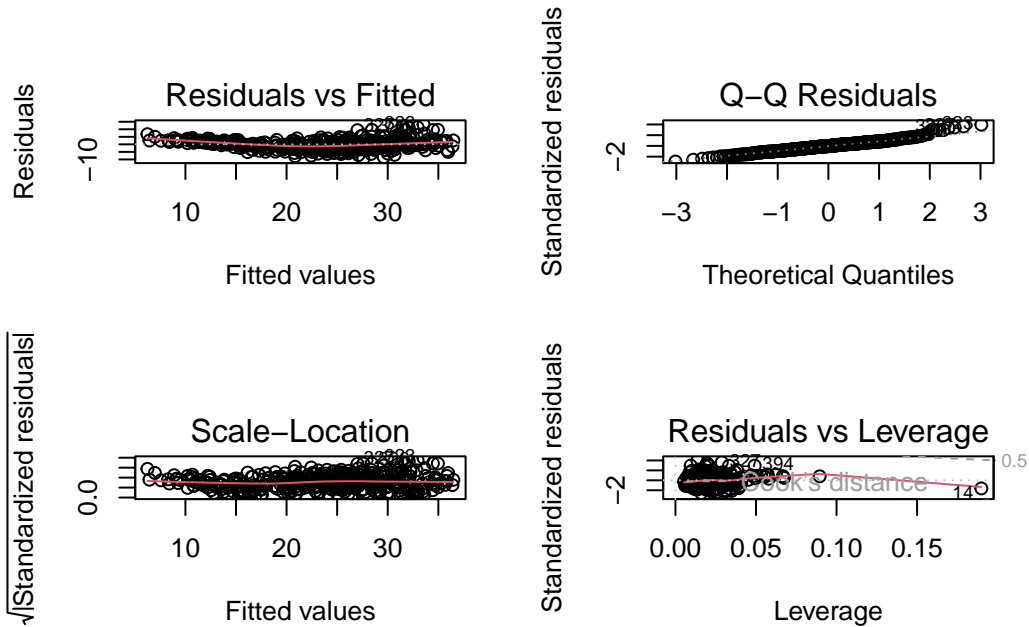 Residuals vs Fitted
Residuals
−10
10 20 30
Fitted values
Q−Q Residuals
Standardized residuals
−2
−3 −1 0 1 2 3
Theoretical Quantiles
Scale−Location
√|Standardized residuals|
0.0
10 20 30
Fitted values
Residuals vs Leverage
Standardized residuals
−2
327
394
0.5
Cook's distance
14
0.00 0.05 0.10 0.15
Leverage